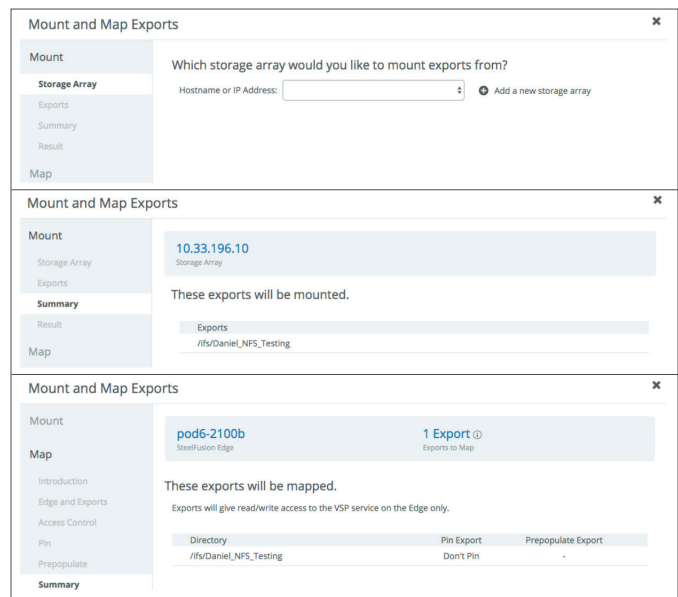 Mount and Map Exports
Mount
Storage Array
Exports
Summary
Result
Map
Which storage array would you like to mount exports from?
Hostname or IP Address:
Add a new storage array
Mount and Map Exports
Mount
Storage Array
Exports
Summary
Result
Map
10.33.196.10
Storage Array
These exports will be mounted.
Exports
/ifs/Daniel_NFS_Testing
Mount and Map Exports
Mount
Map
Introduction
Edge and Exports
Access Control
Pin
Prepopulate
Summary
pod6-2100b 1 Export
SteelFusion Edge Exports to Map
These exports will be mapped.
Exports will give read/write access to the VSP service on the Edge only.
Directory Pin Export Prepopulate Export
/ifs/Daniel_NFS_Testing Don't Pin -